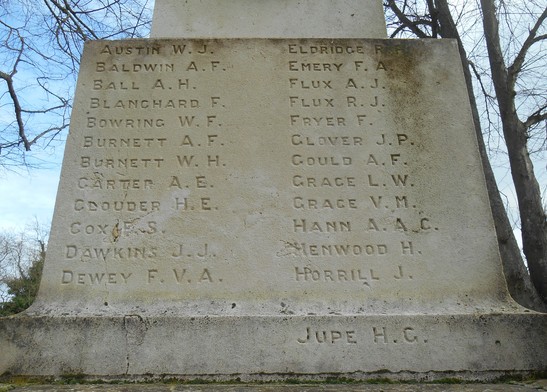 AUSTIN W. J.
BALDWIN A. F.
BALL A. H.
BLANCHARD F.
BOWRING W. F.
BURNETT A. F.
BURNETT W. H.
CARTER A. E.
CLOUDER H. E.
COX P. S.
DAWKINS J. J.
DEWEY F. V. A.
ELDRIDGE R.
EMERY F. A.
FLUX A. J.
FLUX R. J.
FRYER F.
GLOVER J. P.
GOULD A. F.
GRACE L. W.
GRACE V. M.
HANN A. A. C.
HENWOOD H.
HORRILL J.
JUPE H. G.